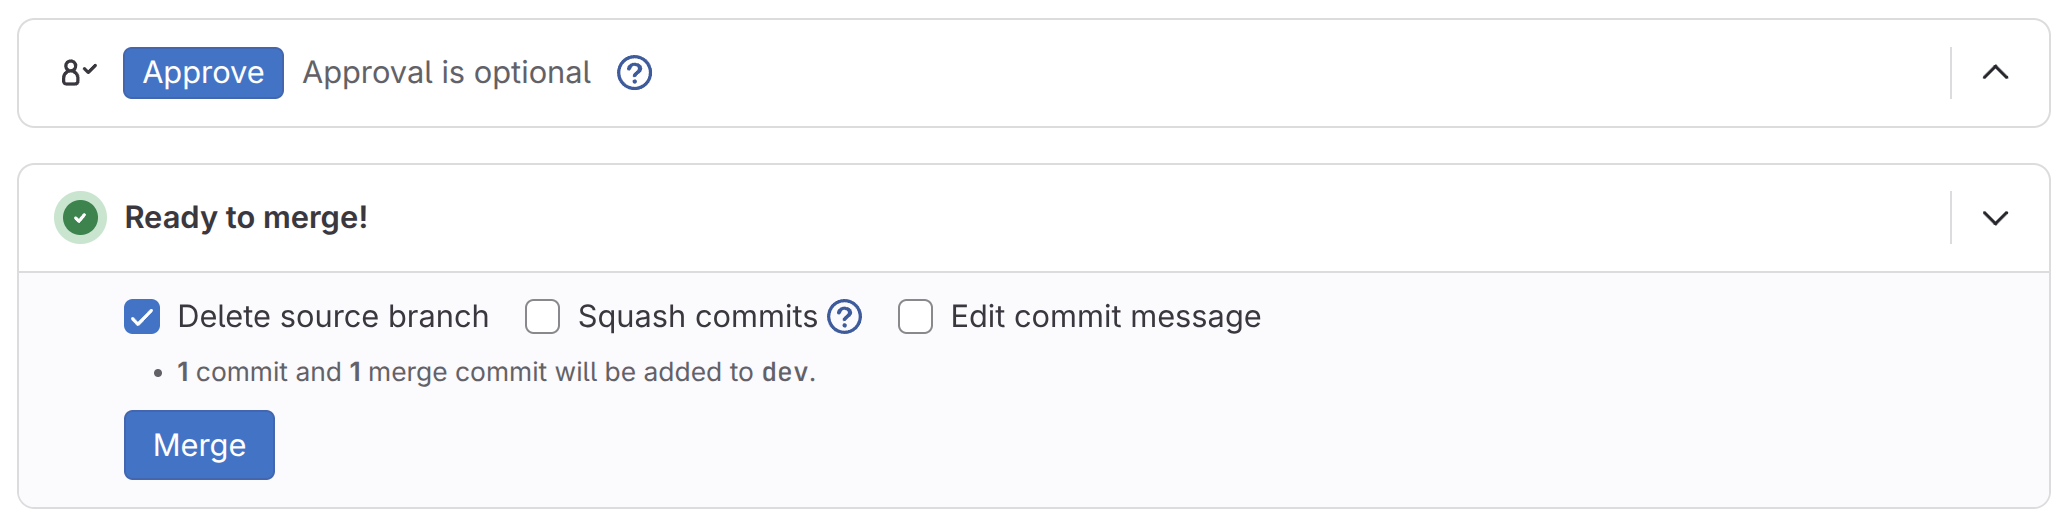 Approve Approval is optional
Ready to merge!
Delete source branch Squash commits Edit commit message
• 1 commit and 1 merge commit will be added to dev.
Merge